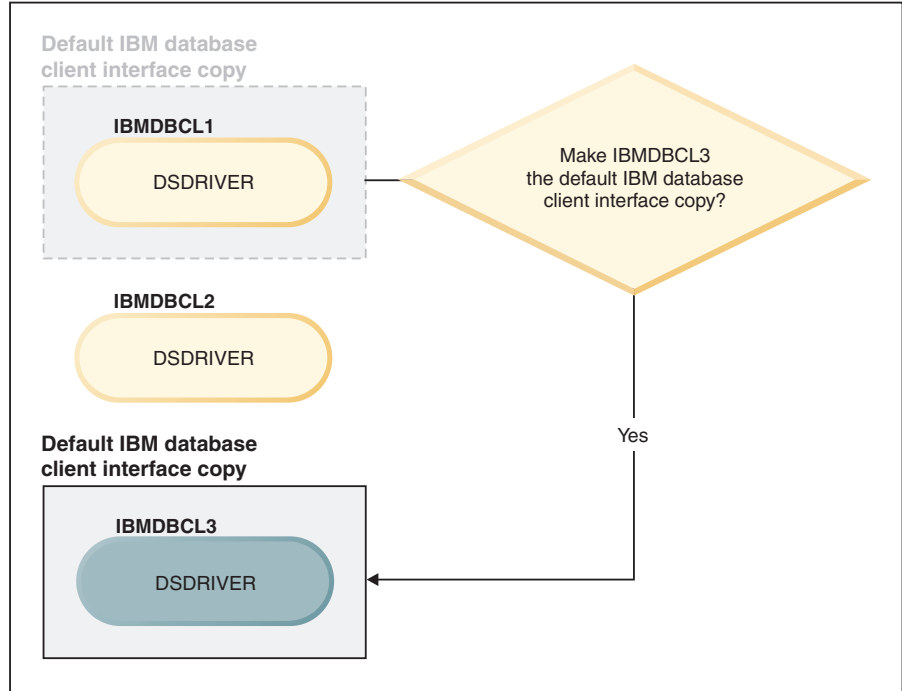 Default IBM database
client interface copy
IBMDBCL1
DSDRIVER
Make IBMDBCL3
the default IBM database
client interface copy?
IBMDBCL2
DSDRIVER
Yes
Default IBM database
client interface copy
IBMDBCL3
DSDRIVER